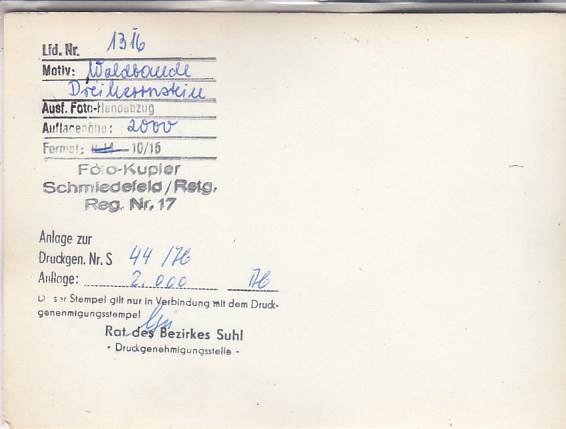 Lfd. Nr. 1316
Motiv: Waldbaude
Dreiherrnstein
Ausf. Foto-Handabzug
Auflagenhöhe: 2000
Format: 10/15
Foto-Kupfer
Schmiedefeld/Rstg.
Reg. Nr. 17
Anlage zur
Druckgen. Nr. S 44/76
Auflage: 2.000 76
Dieser Stempel gilt nur in Verbindung mit dem Druck-
genehmigungsstempel
Rat des Bezirkes Suhl
- Druckgenehmigungsstelle -